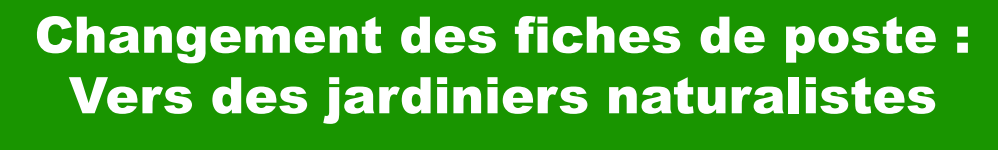 Changement des fiches de poste :
Vers des jardiniers naturalistes